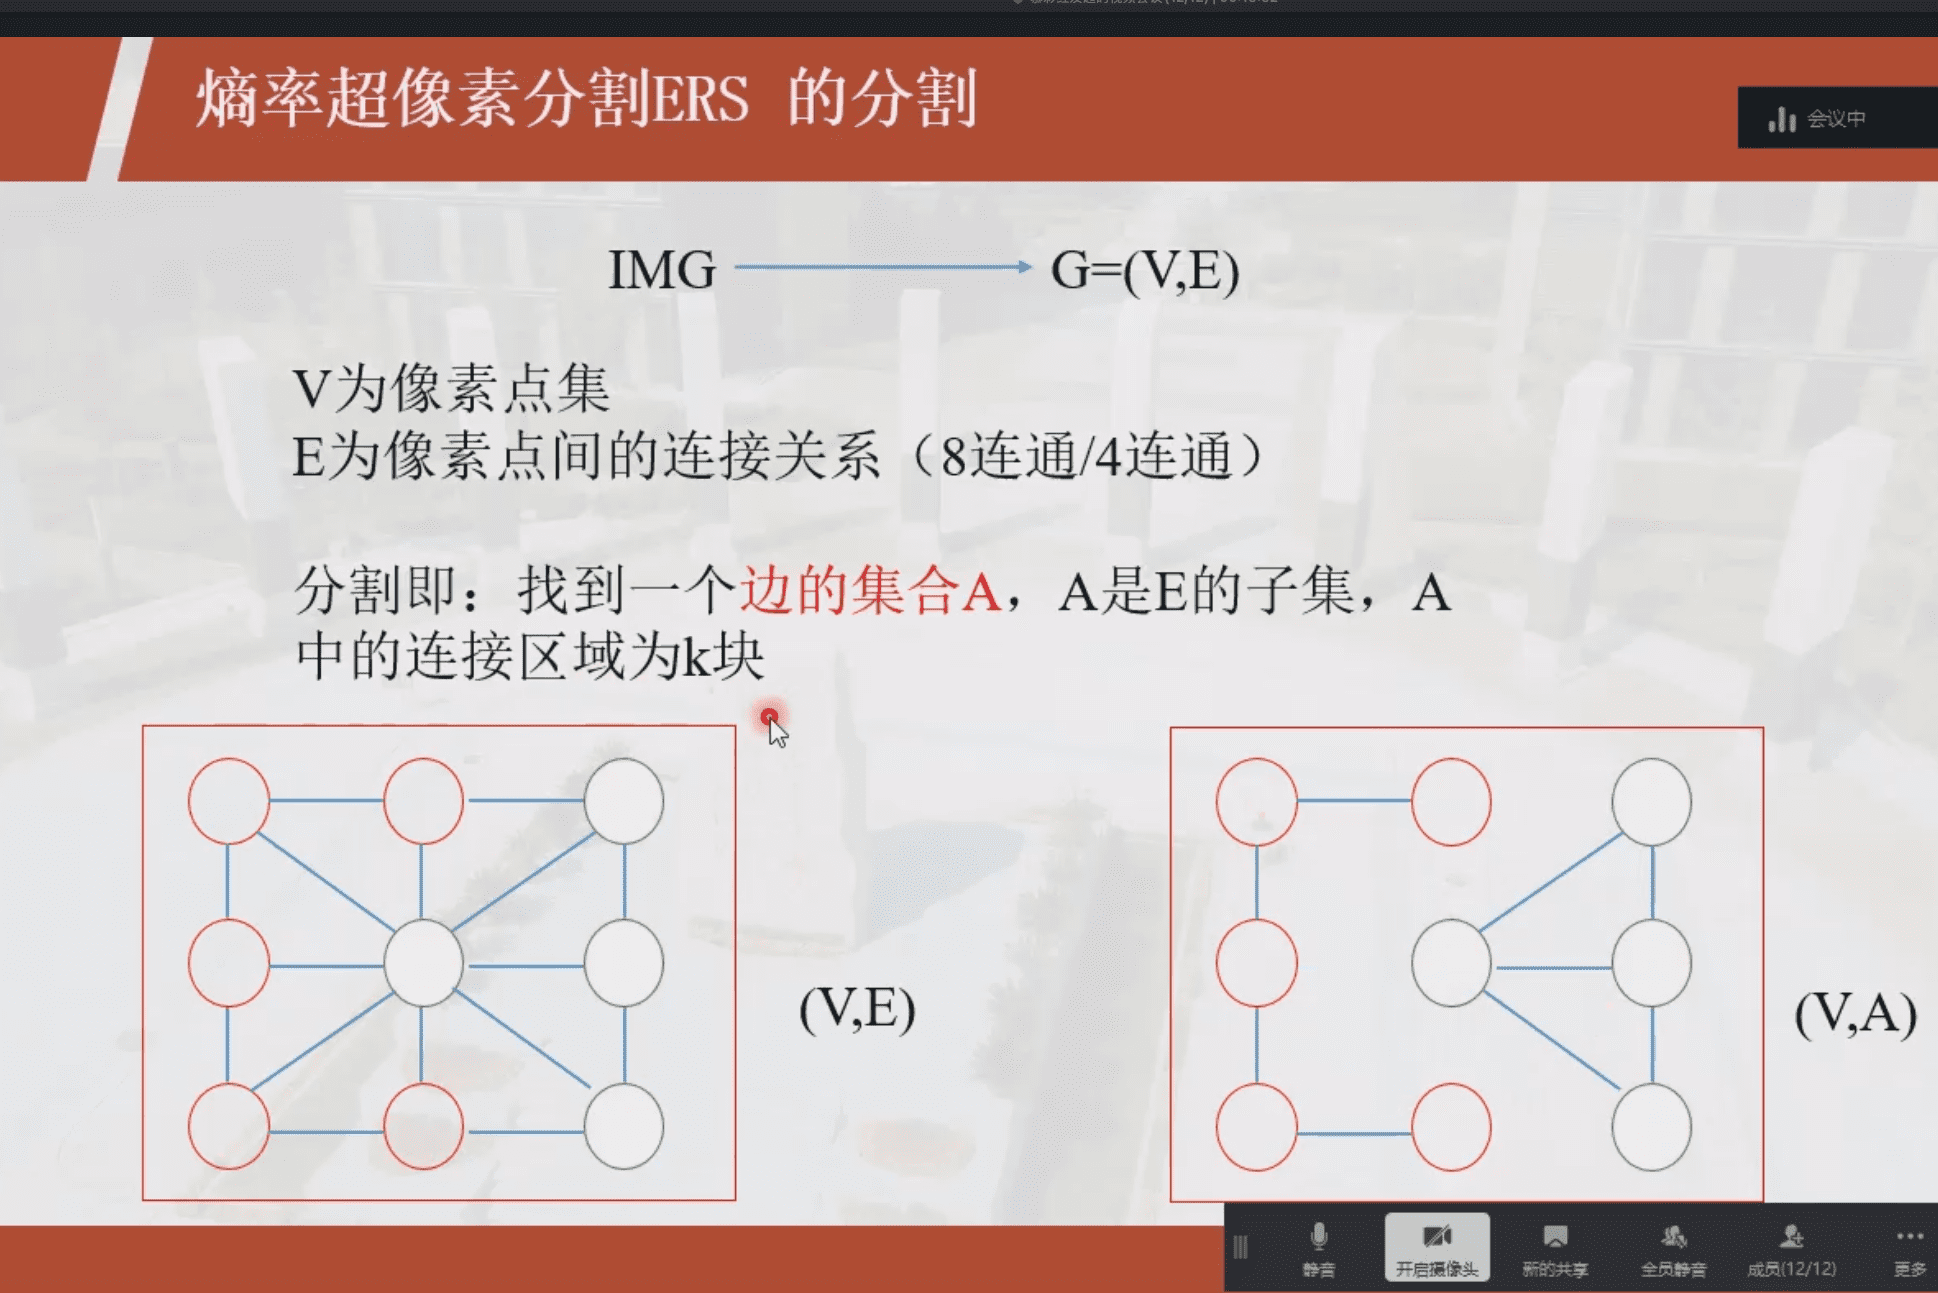 熵率超像素分割ERS 的分割
会议中
IMG
G=(V,E)
V为像素点集
E为像素点间的连接关系（8连通/4连通）
分割即：找到一个边的集合A，A是E的子集，A
中的连接区域为k块
(V,E)
(V,A)
静音
开启摄像头
新的共享
全员静音
成员(12/12)
更多